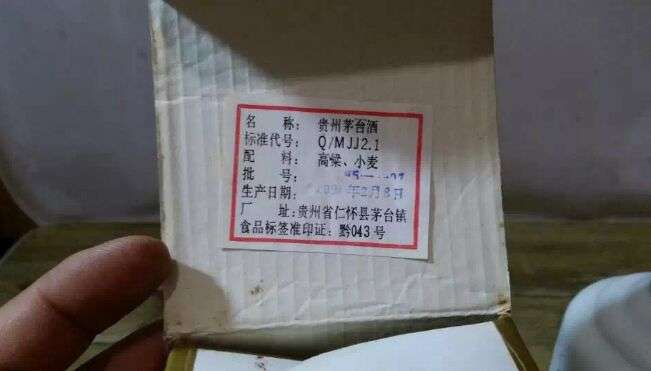 名 称： 贵州茅台酒
标准代号： Q/MJJ2.1
配 料： 高粱、小麦
批 号：
生产日期： 年 月 日
厂 址：贵州省仁怀县茅台镇
食品标签准印证：黔043号